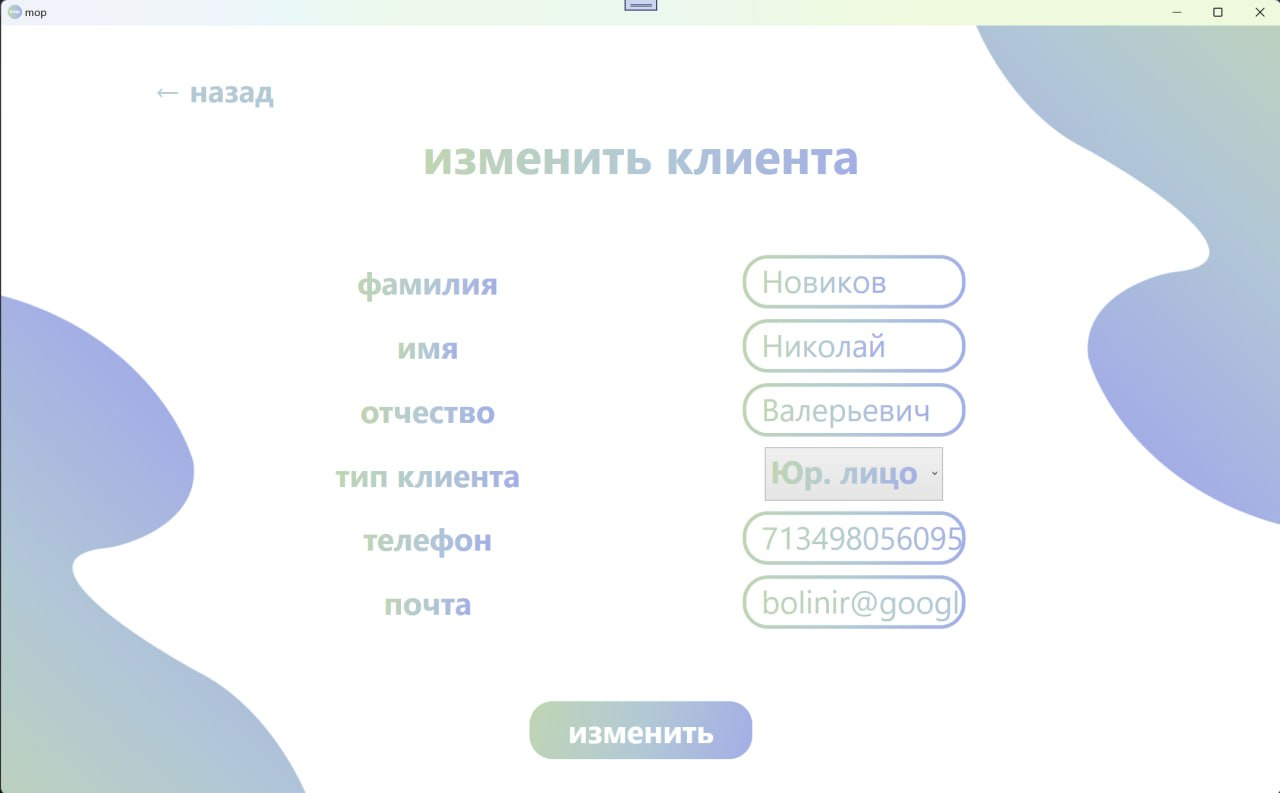 mop
← назад
изменить клиента
фамилия Новиков
имя Николай
отчество Валерьевич
тип клиента Юр. лицо
телефон 713498056095
почта bolinir@googl
изменить